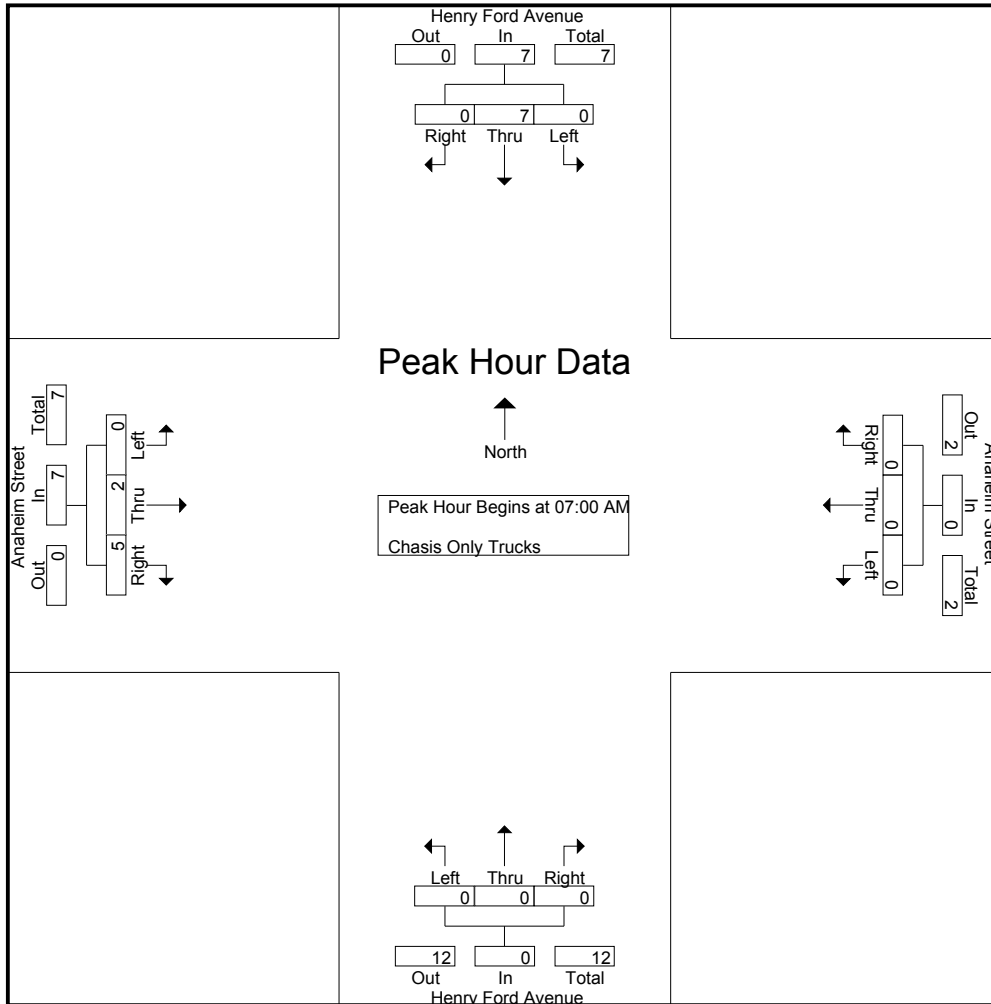 Henry Ford Avenue
Out In Total
0 7 7
0 7 0
Right Thru Left
Peak Hour Data
North
Peak Hour Begins at 07:00 AM
Chasis Only Trucks
Anaheim Street
Total In Out
7 7 0
0 2 5
Left Thru Right
Anaheim Street
Out In Total
2 0 2
0 0 0
Right Thru Left
Left Thru Right
0 0 0
12 0 12
Out In Total
Henry Ford Avenue